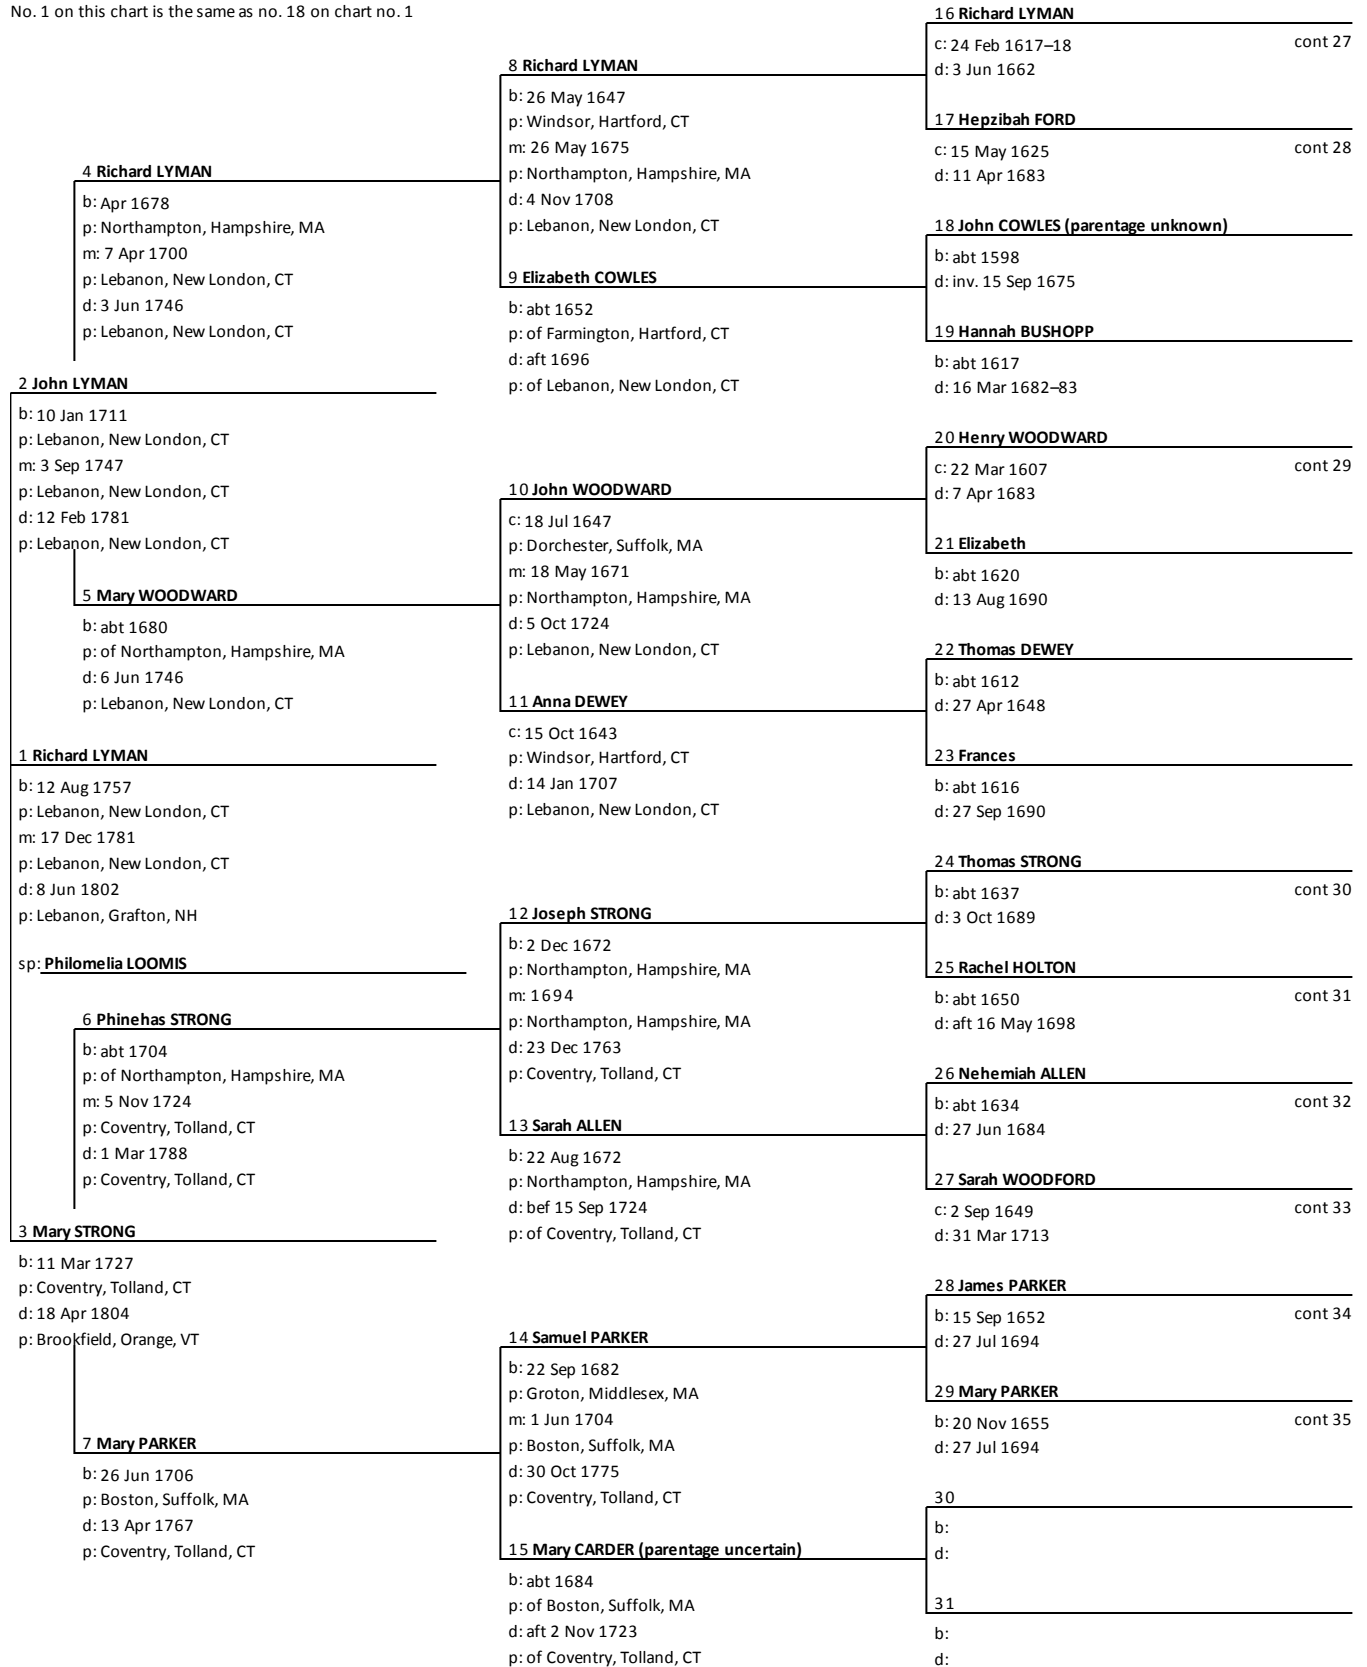 No. 1 on this chart is the same as no. 18 on chart no. 1
16 Richard LYMAN
c: 24 Feb 1617–18
cont 27
d: 3 Jun 1662
8 Richard LYMAN
b: 26 May 1647
p: Windsor, Hartford, CT
m: 26 May 1675
p: Northampton, Hampshire, MA
d: 4 Nov 1708
p: Lebanon, New London, CT
17 Hepzibah FORD
c: 15 May 1625
cont 28
d: 11 Apr 1683
4 Richard LYMAN
b: Apr 1678
p: Northampton, Hampshire, MA
m: 7 Apr 1700
p: Lebanon, New London, CT
d: 3 Jun 1746
p: Lebanon, New London, CT
18 John COWLES (parentage unknown)
b: abt 1598
d: inv. 15 Sep 1675
9 Elizabeth COWLES
b: abt 1652
p: of Farmington, Hartford, CT
d: aft 1696
p: of Lebanon, New London, CT
19 Hannah BUSHOPP
b: abt 1617
d: 16 Mar 1682–83
2 John LYMAN
b: 10 Jan 1711
p: Lebanon, New London, CT
m: 3 Sep 1747
p: Lebanon, New London, CT
d: 12 Feb 1781
p: Lebanon, New London, CT
20 Henry WOODWARD
c: 22 Mar 1607
cont 29
d: 7 Apr 1683
10 John WOODWARD
c: 18 Jul 1647
p: Dorchester, Suffolk, MA
m: 18 May 1671
p: Northampton, Hampshire, MA
d: 5 Oct 1724
p: Lebanon, New London, CT
21 Elizabeth
b: abt 1620
d: 13 Aug 1690
5 Mary WOODWARD
b: abt 1680
p: of Northampton, Hampshire, MA
d: 6 Jun 1746
p: Lebanon, New London, CT
22 Thomas DEWEY
b: abt 1612
d: 27 Apr 1648
11 Anna DEWEY
c: 15 Oct 1643
p: Windsor, Hartford, CT
d: 14 Jan 1707
p: Lebanon, New London, CT
23 Frances
b: abt 1616
d: 27 Sep 1690
1 Richard LYMAN
b: 12 Aug 1757
p: Lebanon, New London, CT
m: 17 Dec 1781
p: Lebanon, New London, CT
d: 8 Jun 1802
p: Lebanon, Grafton, NH
sp: Philomelia LOOMIS
24 Thomas STRONG
b: abt 1637
cont 30
d: 3 Oct 1689
12 Joseph STRONG
b: 2 Dec 1672
p: Northampton, Hampshire, MA
m: 1694
p: Northampton, Hampshire, MA
d: 23 Dec 1763
p: Coventry, Tolland, CT
25 Rachel HOLTON
b: abt 1650
cont 31
d: aft 16 May 1698
6 Phinehas STRONG
b: abt 1704
p: of Northampton, Hampshire, MA
m: 5 Nov 1724
p: Coventry, Tolland, CT
d: 1 Mar 1788
p: Coventry, Tolland, CT
26 Nehemiah ALLEN
b: abt 1634
cont 32
d: 27 Jun 1684
13 Sarah ALLEN
b: 22 Aug 1672
p: Northampton, Hampshire, MA
d: bef 15 Sep 1724
p: of Coventry, Tolland, CT
27 Sarah WOODFORD
c: 2 Sep 1649
cont 33
d: 31 Mar 1713
3 Mary STRONG
b: 11 Mar 1727
p: Coventry, Tolland, CT
d: 18 Apr 1804
p: Brookfield, Orange, VT
28 James PARKER
b: 15 Sep 1652
cont 34
d: 27 Jul 1694
14 Samuel PARKER
b: 22 Sep 1682
p: Groton, Middlesex, MA
m: 1 Jun 1704
p: Boston, Suffolk, MA
d: 30 Oct 1775
p: Coventry, Tolland, CT
29 Mary PARKER
b: 20 Nov 1655
cont 35
d: 27 Jul 1694
7 Mary PARKER
b: 26 Jun 1706
p: Boston, Suffolk, MA
d: 13 Apr 1767
p: Coventry, Tolland, CT
30
b:
d:
15 Mary CARDER (parentage uncertain)
b: abt 1684
p: of Boston, Suffolk, MA
d: aft 2 Nov 1723
p: of Coventry, Tolland, CT
31
b:
d: